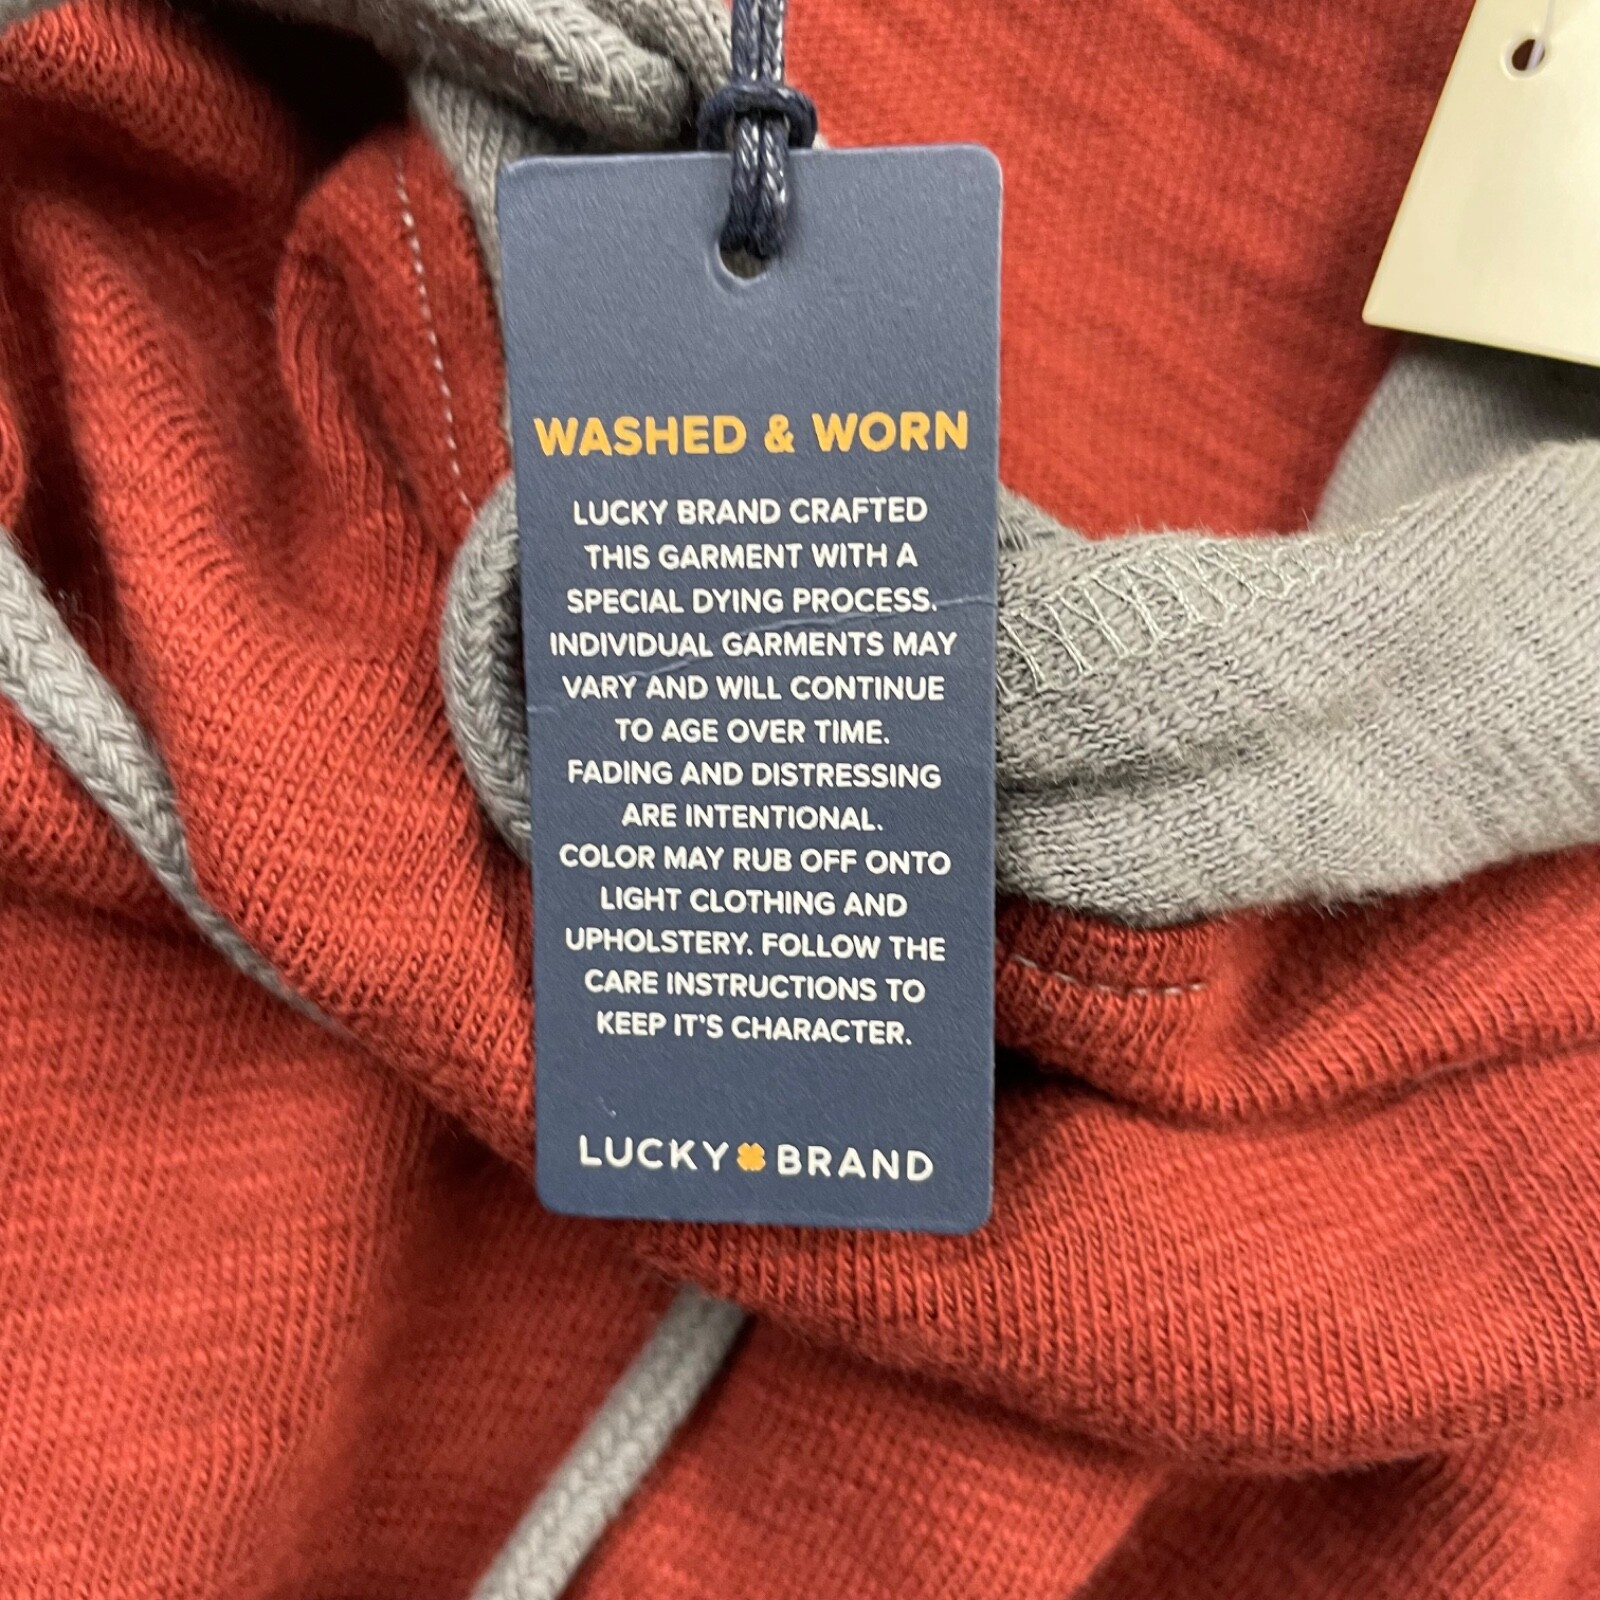 WASHED & WORN
LUCKY BRAND CRAFTED
THIS GARMENT WITH A
SPECIAL DYING PROCESS.
INDIVIDUAL GARMENTS MAY
VARY AND WILL CONTINUE
TO AGE OVER TIME.
FADING AND DISTRESSING
ARE INTENTIONAL.
COLOR MAY RUB OFF ONTO
LIGHT CLOTHING AND
UPHOLSTERY. FOLLOW THE
CARE INSTRUCTIONS TO
KEEP IT'S CHARACTER.
LUCKY BRAND